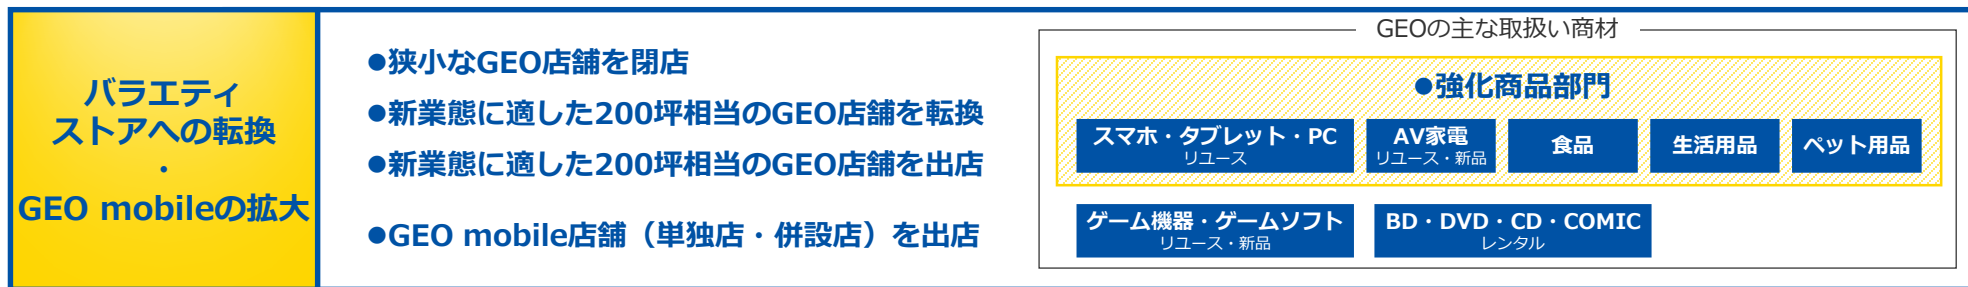 バラエティ
ストアへの転換
・
GEO mobileの拡大
●狭小なGEO店舗を閉店
●新業態に適した200坪相当のGEO店舗を転換
●新業態に適した200坪相当のGEO店舗を出店
●GEO mobile店舗（単独店・併設店）を出店
GEOの主な取扱い商材
●強化商品部門
スマホ・タブレット・PC
リユース
AV家電
リユース・新品
食品
生活用品
ペット用品
ゲーム機器・ゲームソフト
リユース・新品
BD・DVD・CD・COMIC
レンタル